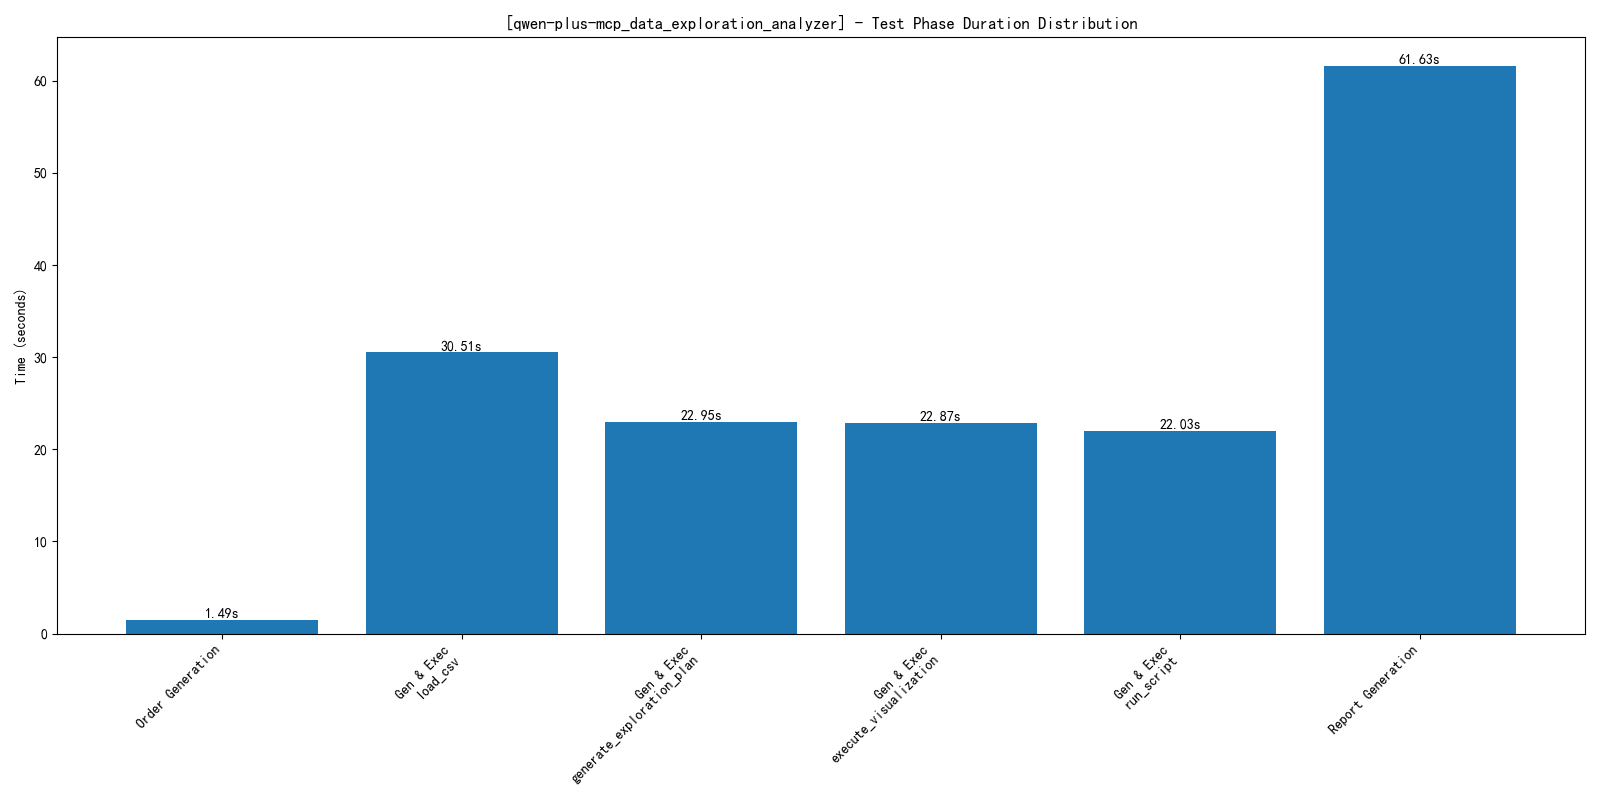 [qwen-plus-mcp_data_exploration_analyzer] - Test Phase Duration Distribution
Time (seconds)
60
50
40
30
20
10
0
1.49s
30.51s
22.95s
22.87s
22.03s
61.63s
Order Generation
Gen & Exec
load_csv
Gen & Exec
generate_exploration_plan
Gen & Exec
execute_visualization
Gen & Exec
run_script
Report Generation